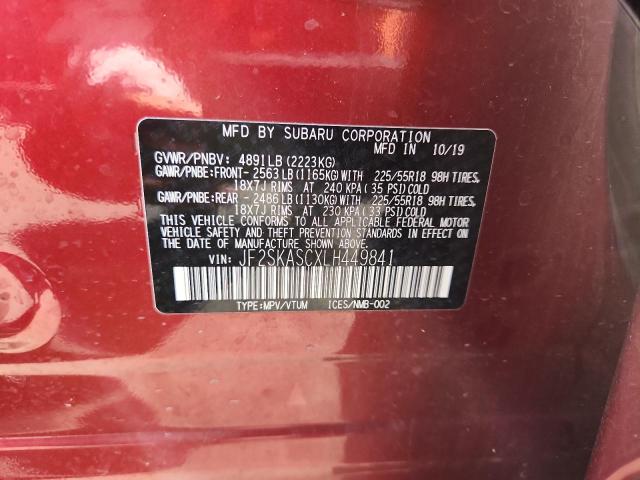 MFD BY SUBARU CORPORATION
MFD IN 10/19
GVWR/PNBV: 4891LB (2223KG)
GAWR/PNBE:FRONT- 2563 LB (1165KG) WITH 225/55R18 98H TIRES,
18X7J RIMS AT 240 KPA (35 PSI) COLD
GAWR/PNBE:REAR - 2486 LB (1130KG) WITH 225/55R18 98H TIRES,
18X7J RIMS AT 230 KPA (33 PSI) COLD
THIS VEHICLE CONFORMS TO ALL APPLICABLE FEDERAL MOTOR
VEHICLE SAFETY AND THEFT PREVENTION STANDARDS IN EFFECT
ON THE DATE OF MANUFACTURE SHOWN ABOVE.
VIN: JF2SKASCXLH449841
TYPE:MPV/VTUM ICES/NMB-002